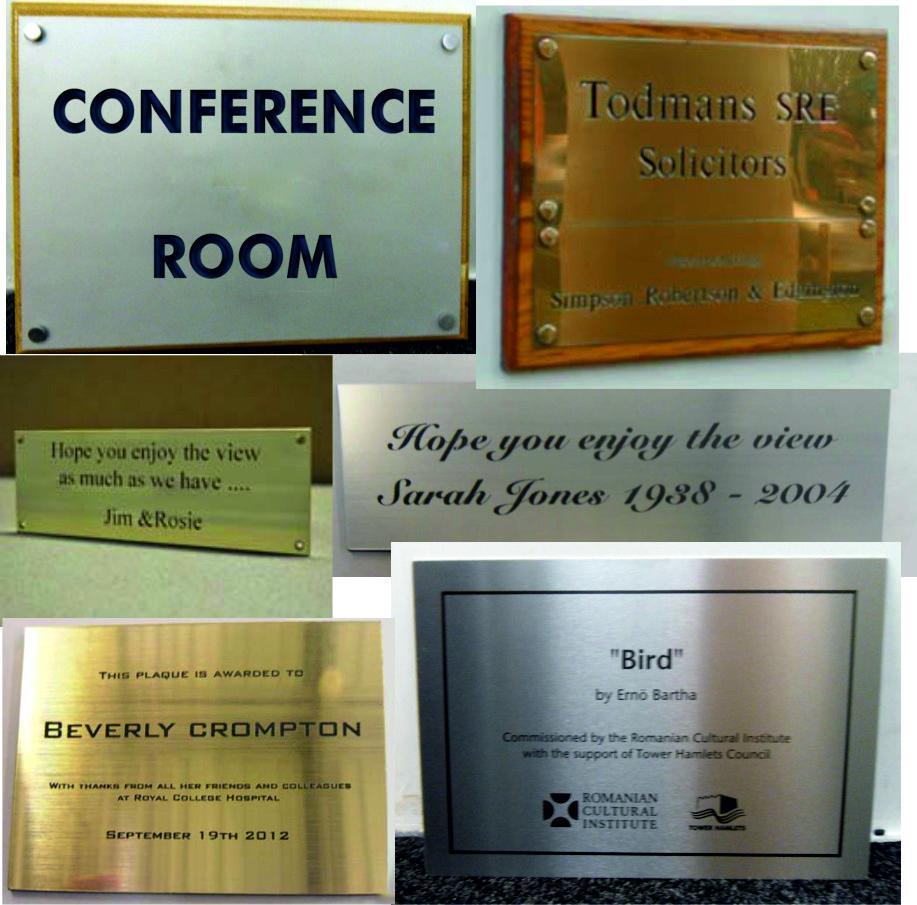 CONFERENCE
ROOM
Todmans SRE
Solicitors
Simpson Robertson & Edgington
Hope you enjoy the view
as much as we have ....
Jim &Rosie
Hope you enjoy the view
Sarah Jones 1938 - 2004
THIS PLAQUE IS AWARDED TO
BEVERLY CROMPTON
WITH THANKS FROM ALL HER FRIENDS AND COLLEAGUES
AT ROYAL COLLEGE HOSPITAL
SEPTEMBER 19TH 2012
"Bird"
by Ernö Bartha
Commissioned by the Romanian Cultural Institute
with the support of Tower Hamlets Council
ROMANIAN
CULTURAL
INSTITUTE
TOWER HAMLETS